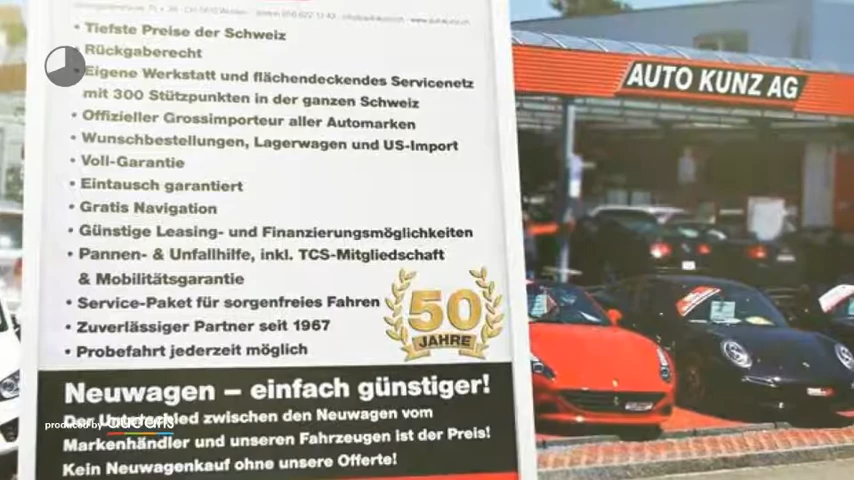 • Tiefste Preise der Schweiz
• Rückgaberecht
• Eigene Werkstatt und flächendeckendes Servicenetz
mit 300 Stützpunkten in der ganzen Schweiz
• Offizieller Grossimporteur aller Automarken
• Wunschbestellungen, Lagerwagen und US-Import
• Voll-Garantie
• Eintausch garantiert
• Gratis Navigation
• Günstige Leasing- und Finanzierungsmöglichkeiten
• Pannen- & Unfallhilfe, inkl. TCS-Mitgliedschaft
& Mobilitätsgarantie
• Service-Paket für sorgenfreies Fahren
• Zuverlässiger Partner seit 1967
• Probefahrt jederzeit möglich
50
JAHRE
Neuwagen – einfach günstiger!
Der Unterschied zwischen den Neuwagen vom
Markenhändler und unseren Fahrzeugen ist der Preis!
Kein Neuwagenkauf ohne unsere Offerte!
AUTO KUNZ AG
produced by